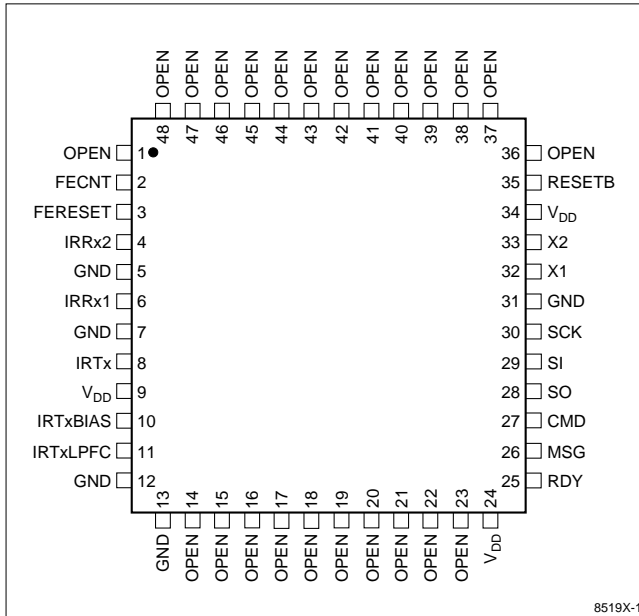 OPEN OPEN OPEN OPEN OPEN OPEN OPEN OPEN OPEN OPEN OPEN OPEN
48 47 46 45 44 43 42 41 40 39 38 37
OPEN 1 36 OPEN
FECNT 2 35 RESETB
FERESET 3 34 VDD
IRRx2 4 33 X2
GND 5 32 X1
IRRx1 6 31 GND
GND 7 30 SCK
IRTx 8 29 SI
VDD 9 28 SO
IRTxBIAS 10 27 CMD
IRTxLPFC 11 26 MSG
GND 12 25 RDY
13 14 15 16 17 18 19 20 21 22 23 24
GND OPEN OPEN OPEN OPEN OPEN OPEN OPEN OPEN OPEN OPEN VDD
8519X-1